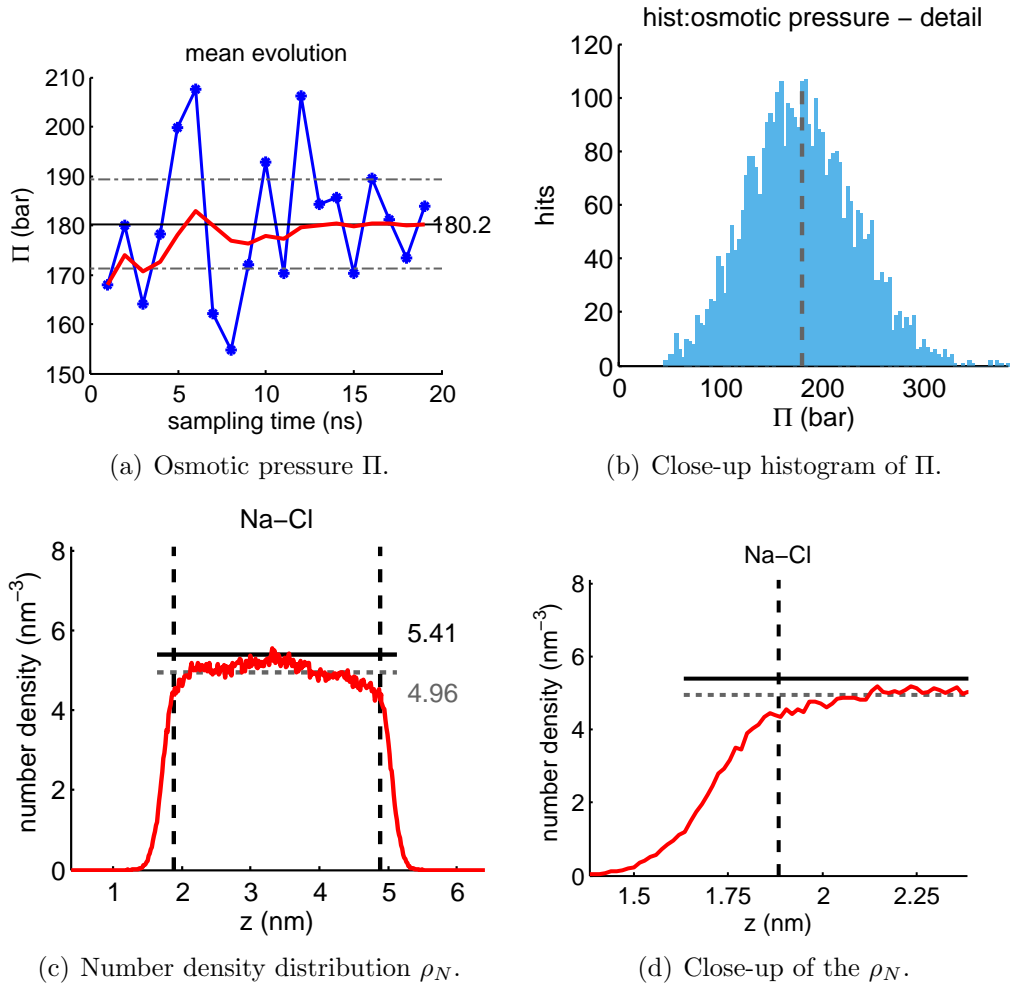 mean evolution
210
200
190
180
170
160
150
Π (bar)
180.2
0 5 10 15 20
sampling time (ns)
(a) Osmotic pressure Π.
hist:osmotic pressure − detail
120
100
80
60
40
20
0
hits
0 100 200 300
Π (bar)
(b) Close-up histogram of Π.
Na−Cl
8
6
4
2
0
number density (nm⁻³)
5.41
4.96
1 2 3 4 5 6
z (nm)
(c) Number density distribution ρ_N.
Na−Cl
8
6
4
2
0
number density (nm⁻³)
1.5 1.75 2 2.25
z (nm)
(d) Close-up of the ρ_N.